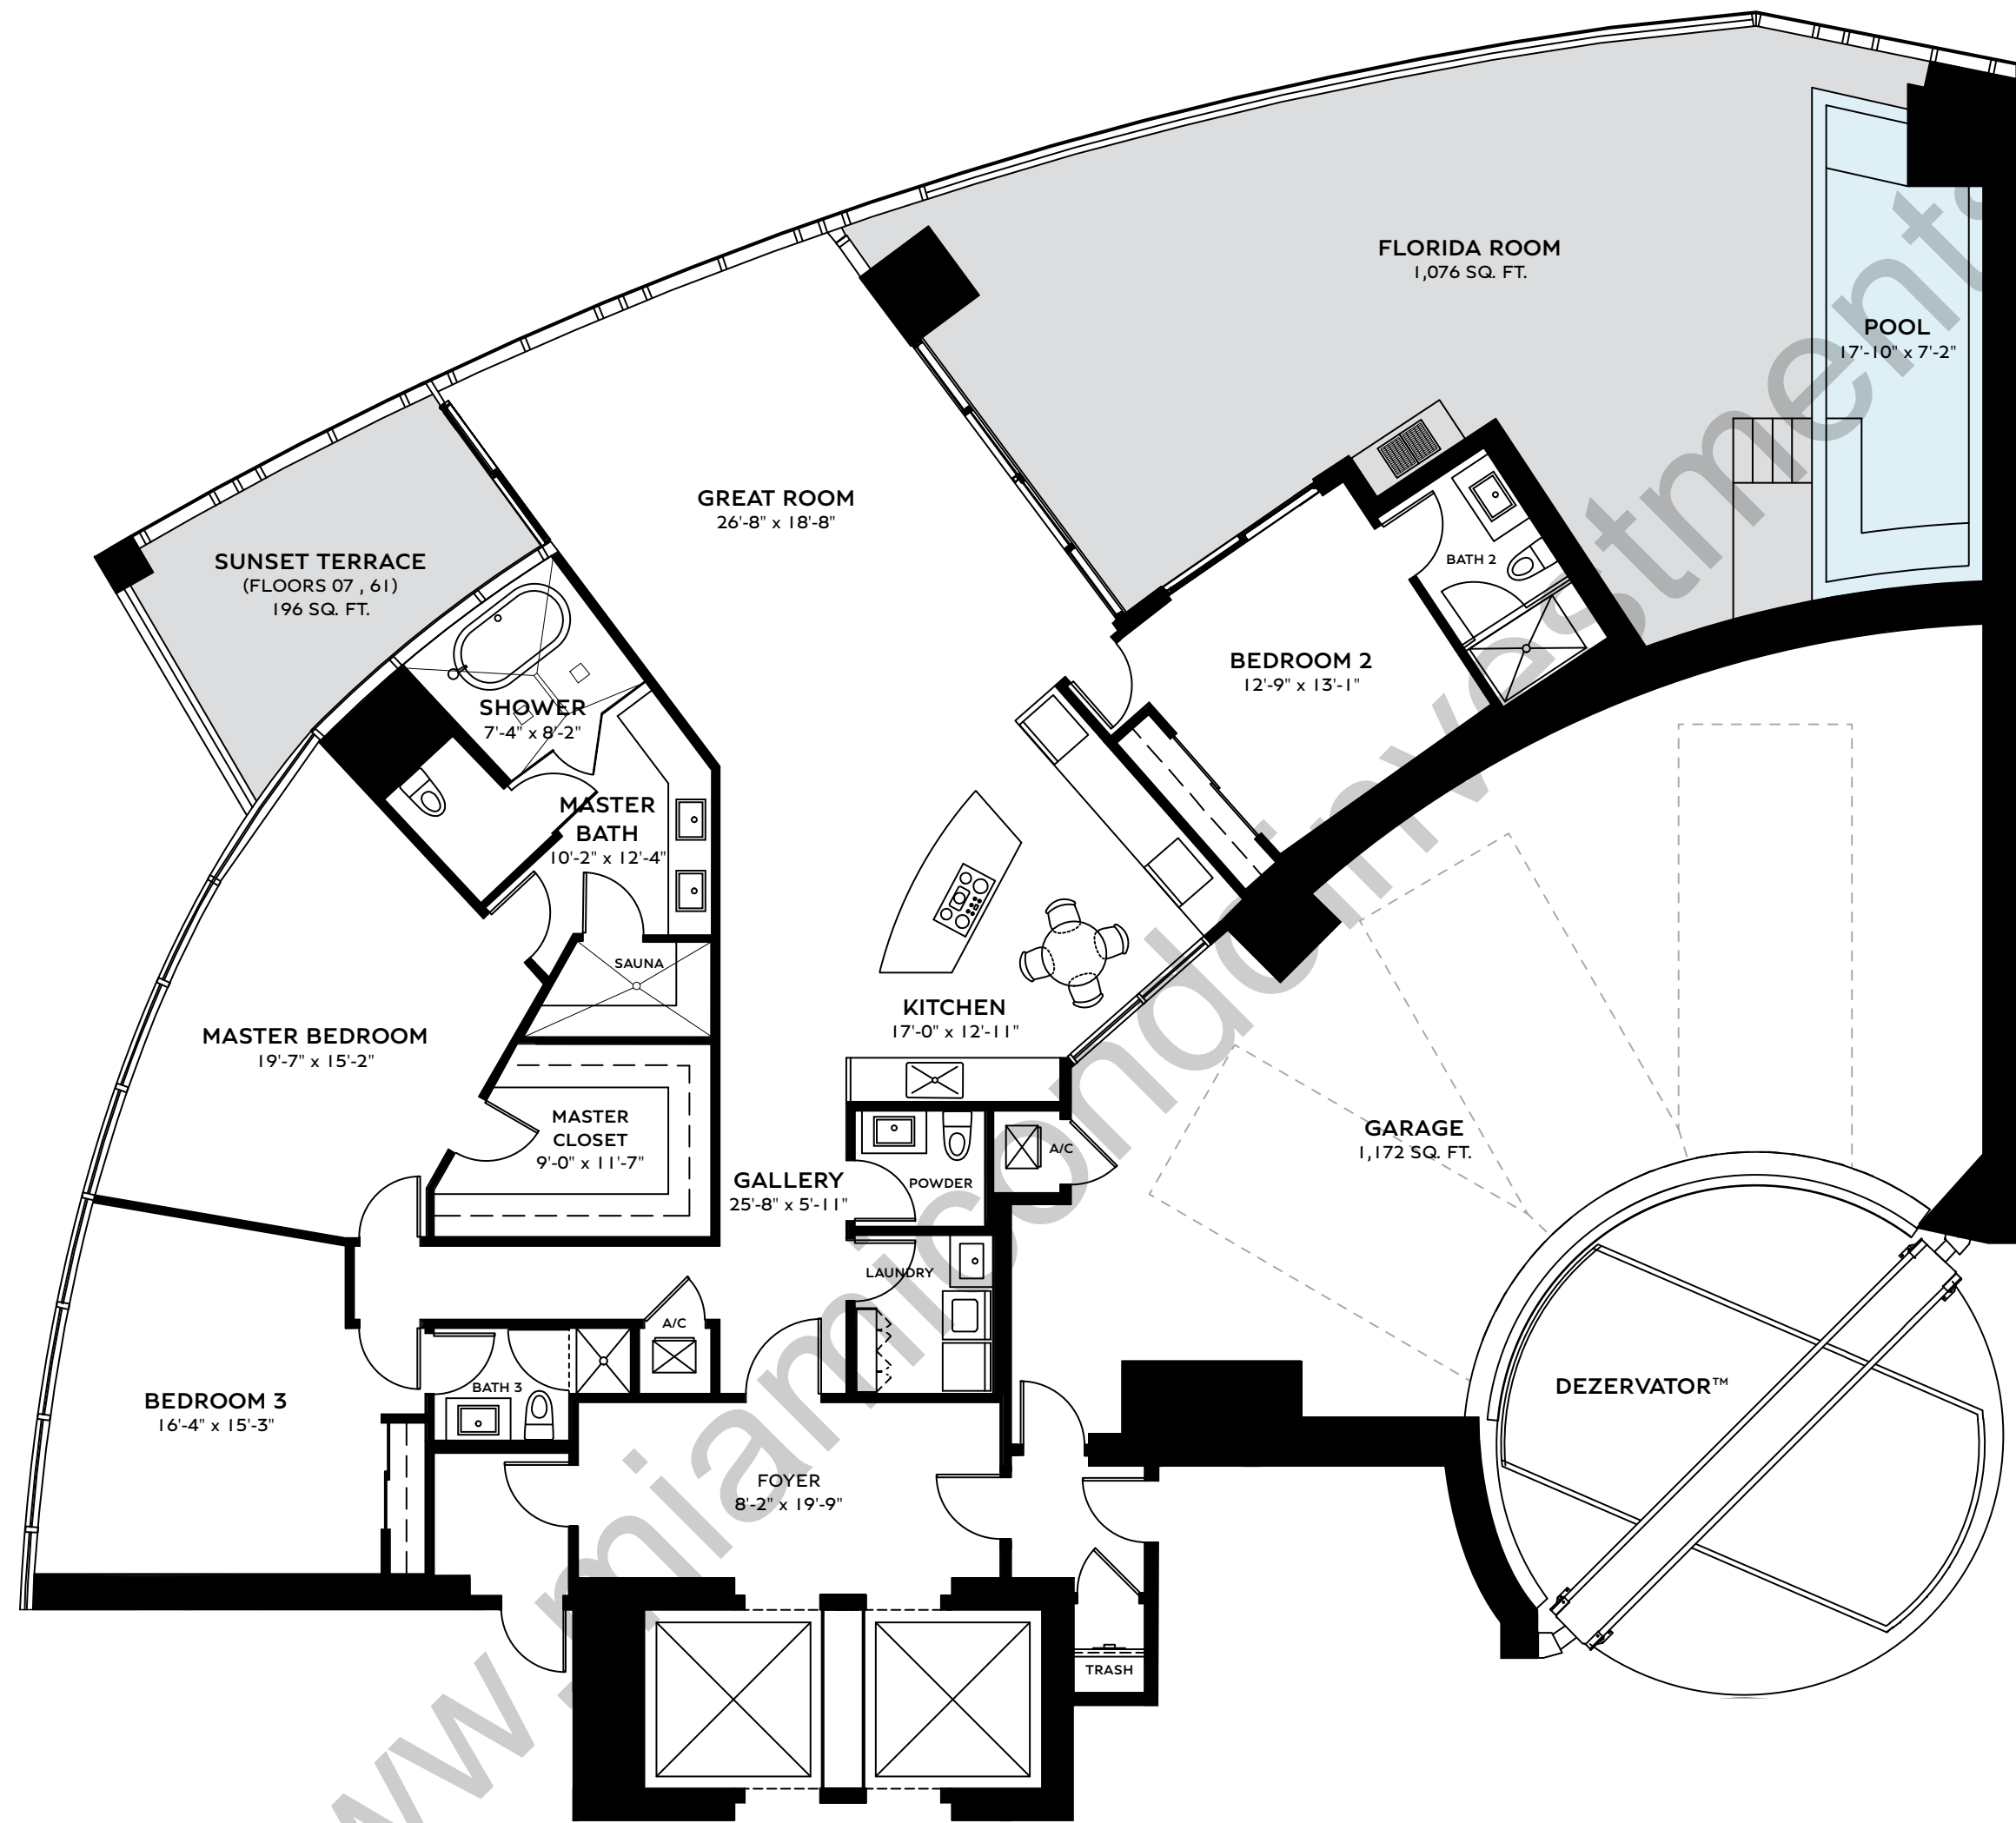 FLORIDA ROOM
1,076 SQ. FT.
POOL
17'-10" x 7'-2"
GREAT ROOM
26'-8" x 18'-8"
SUNSET TERRACE
(FLOORS 07 , 61)
196 SQ. FT.
BATH 2
BEDROOM 2
12'-9" x 13'-1"
SHOWER
7'-4" x 8'-2"
MASTER
BATH
10'-2" x 12'-4"
SAUNA
KITCHEN
17'-0" x 12'-11"
MASTER BEDROOM
19'-7" x 15'-2"
MASTER
CLOSET
9'-0" x 11'-7"
GALLERY
25'-8" x 5'-11"
POWDER
A/C
GARAGE
1,172 SQ. FT.
LAUNDRY
A/C
BATH 3
BEDROOM 3
16'-4" x 15'-3"
DEZERVATOR™
FOYER
8'-2" x 19'-9"
TRASH
www.miamicondoinvestments